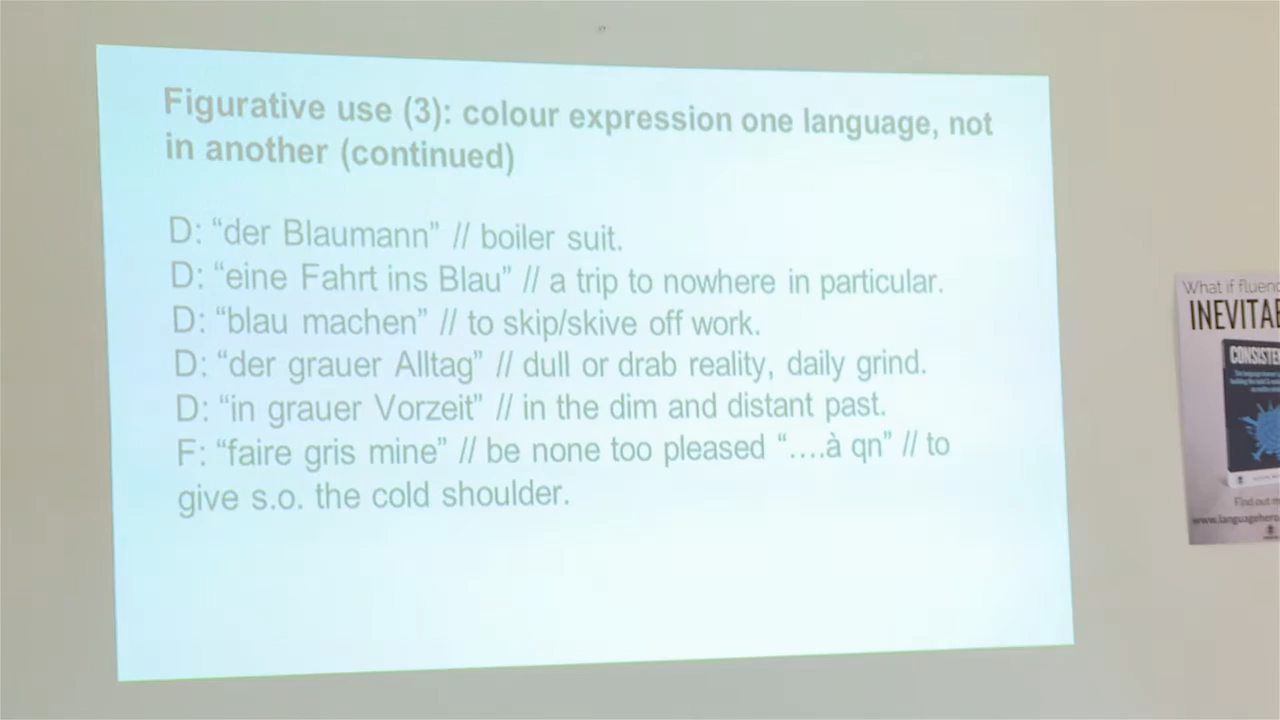 Figurative use (3): colour expression one language, not
in another (continued)
D: “der Blaumann” // boiler suit.
D: “eine Fahrt ins Blau” // a trip to nowhere in particular.
D: “blau machen” // to skip/skive off work.
D: “der grauer Alltag” // dull or drab reality, daily grind.
D: “in grauer Vorzeit” // in the dim and distant past.
F: “faire gris mine” // be none too pleased “....à qn” // to
give s.o. the cold shoulder.
What if
INEVITAB
CONSISTE
Find out
www.languagehero